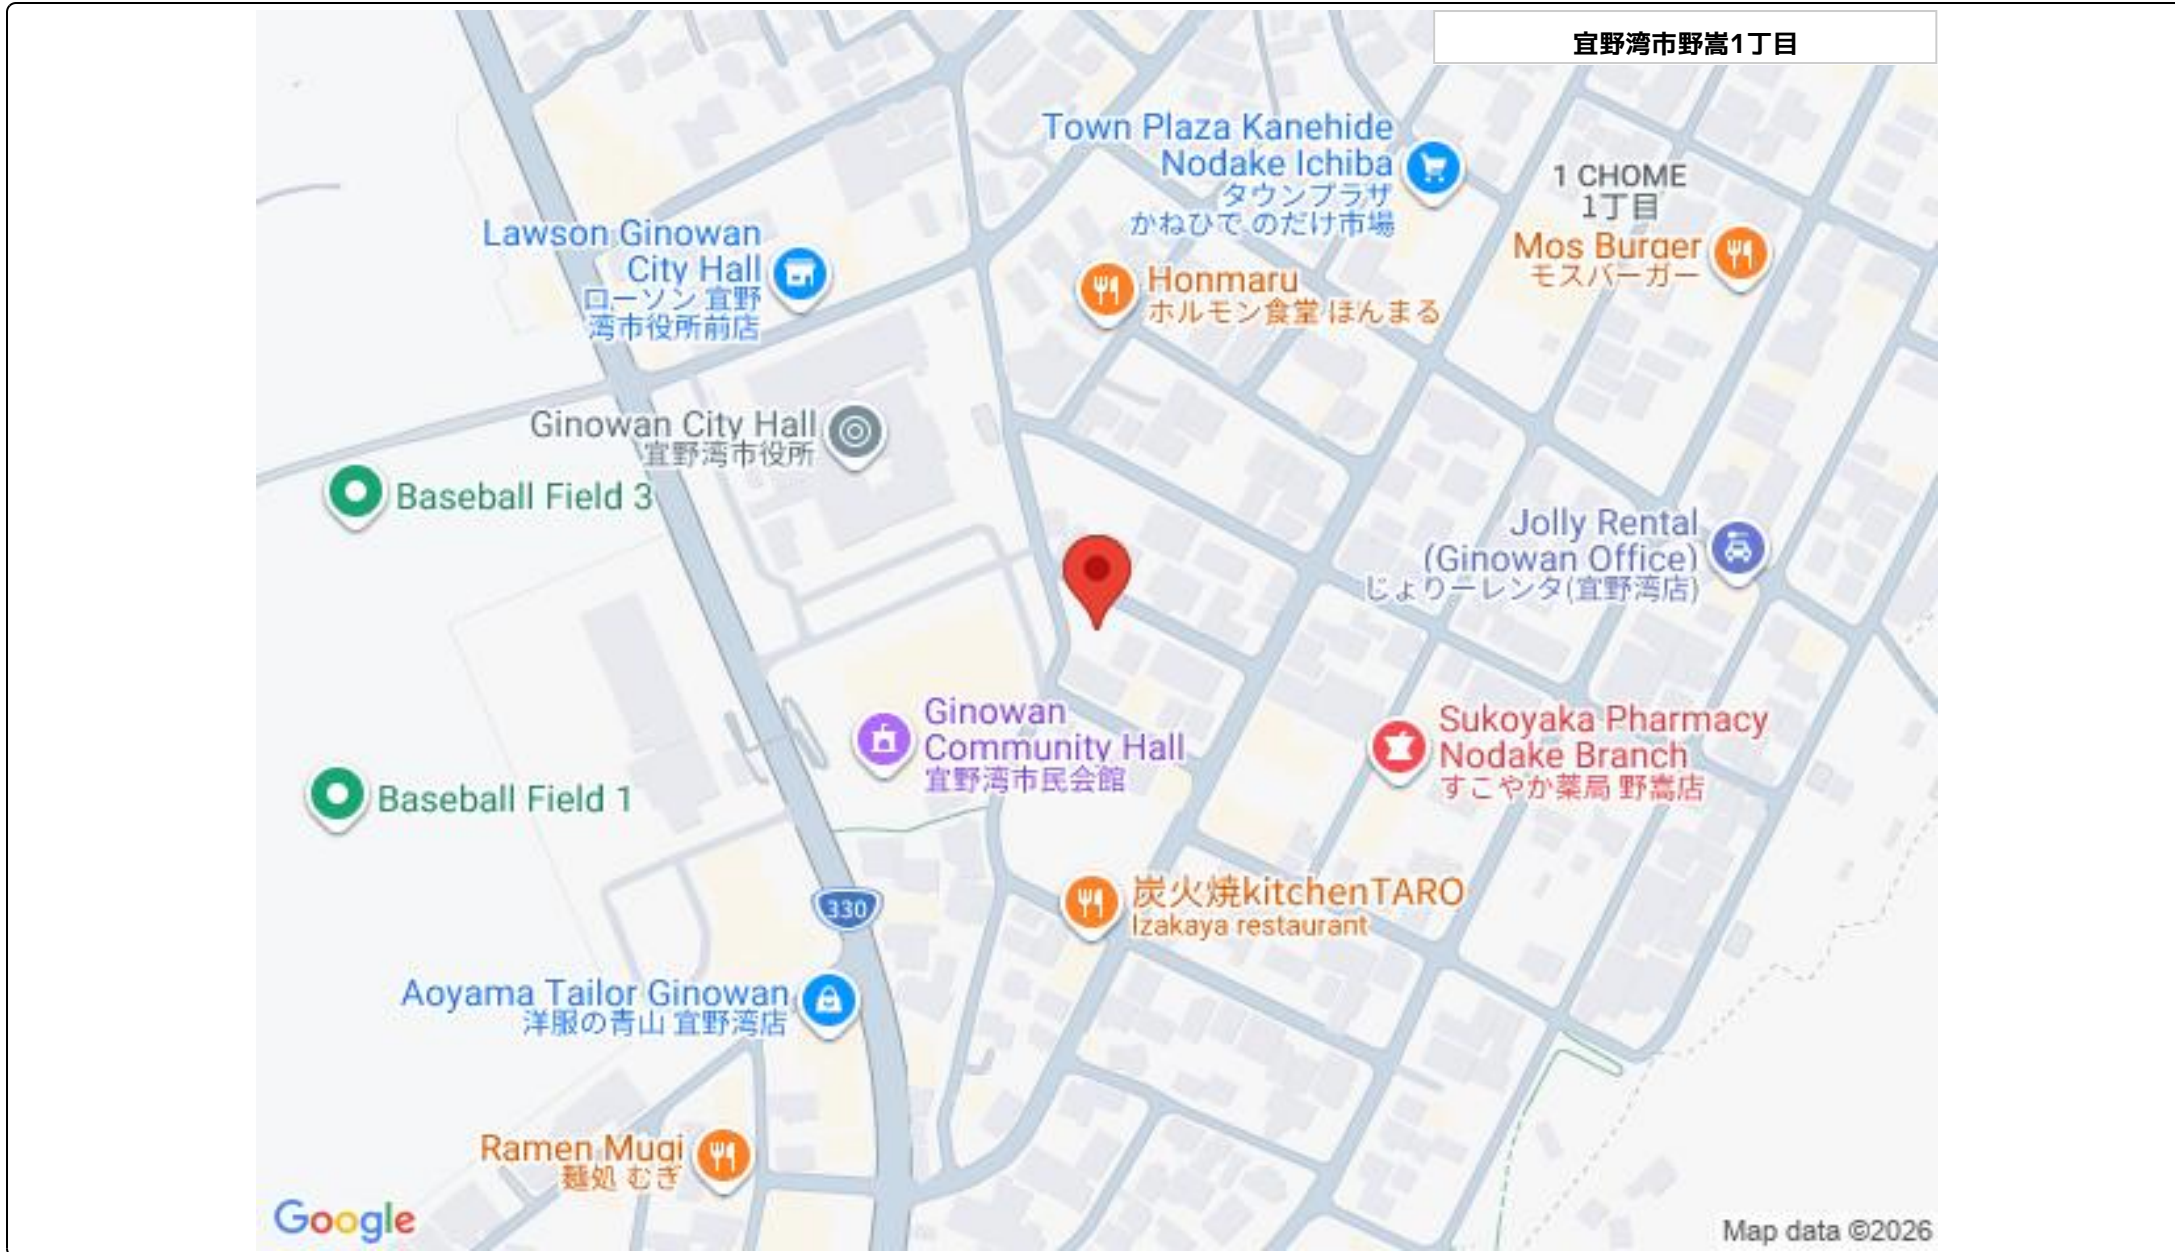 宜野湾市野嵩1丁目
Town Plaza Kanehide
Nodake Ichiba
タウンプラザ
かねひで のだけ市場
1 CHOME
1丁目
Mos Burger
モスバーガー
Lawson Ginowan
City Hall
ローソン 宜野
湾市役所前店
Honmaru
ホルモン食堂 ほんまる
Ginowan City Hall
宜野湾市役所
Baseball Field 3
Jolly Rental
(Ginowan Office)
じょりーレンタ(宜野湾店)
Ginowan
Community Hall
宜野湾市民会館
Sukoyaka Pharmacy
Nodake Branch
すこやか薬局 野嵩店
Baseball Field 1
炭火焼kitchenTARO
Izakaya restaurant
330
Aoyama Tailor Ginowan
洋服の青山 宜野湾店
Ramen Mugi
麺処 むぎ
Google
Map data ©2026